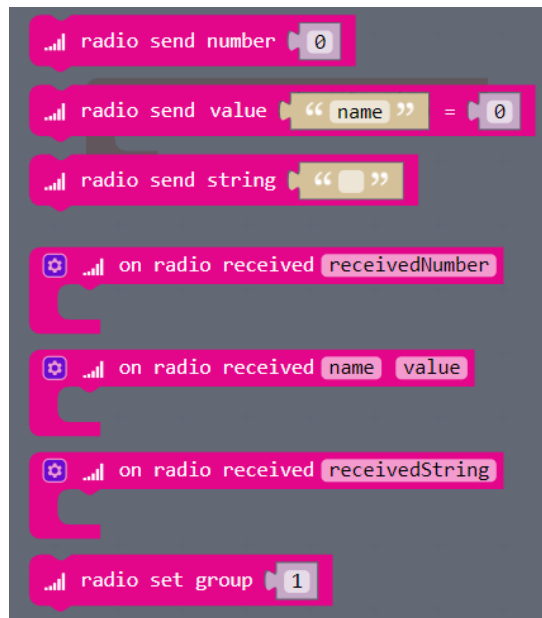 radio send number 0
radio send value “ name ” = 0
radio send string “ ”
on radio received receivedNumber
on radio received name value
on radio received receivedString
radio set group 1